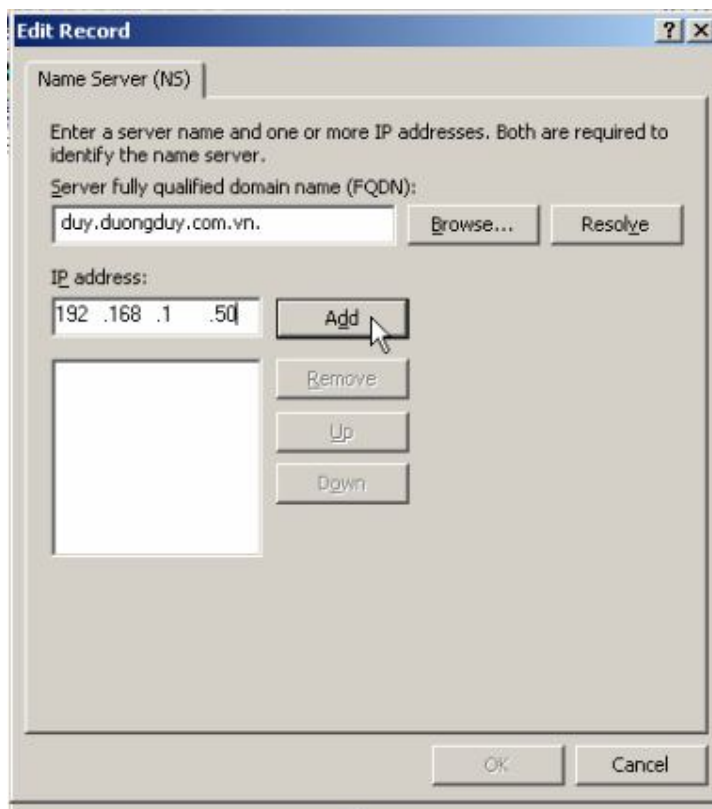 Edit Record
Name Server (NS)
Enter a server name and one or more IP addresses. Both are required to
identify the name server.
Server fully qualified domain name (FQDN):
duy.duongduy.com.vn. Browse... Resolve
IP address:
192 .168 .1 .50 Add
Remove
Up
Down
OK Cancel